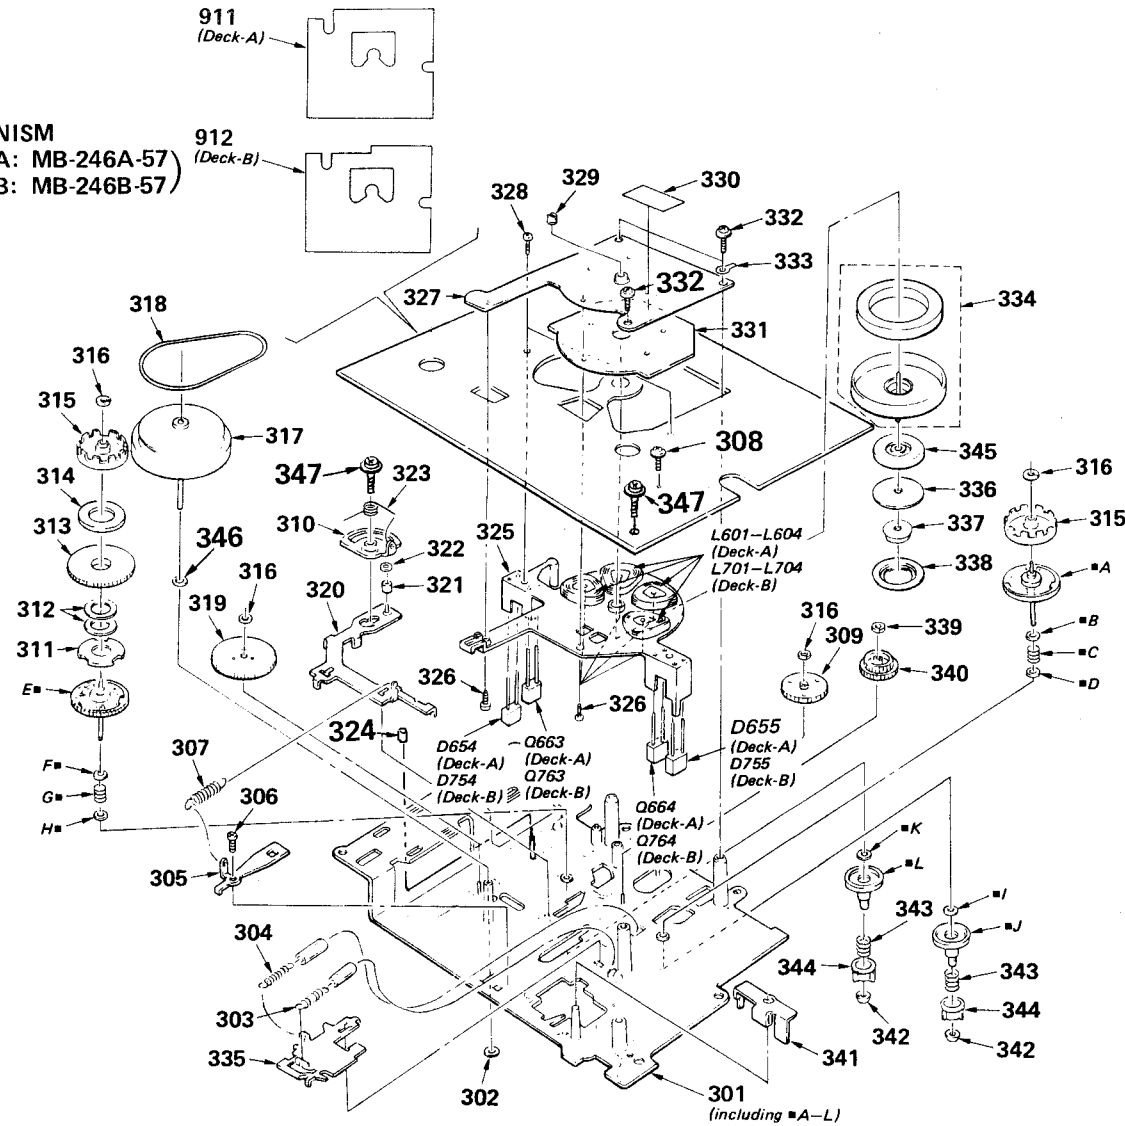 911
(Deck-A)
NISM
A: MB-246A-57)
B: MB-246B-57)
912
(Deck-B)
329
330
328
332
333
334
327
332
331
318
316
315
317
308
345
316
314
347
323
347
336
315
313
310
325
L601–L604
(Deck-A)
L701–L704
(Deck-B)
337
346
322
338
■A
316
321
312
319
320
316
339
■B
311
309
■C
340
■D
E■
326
326
324
D655
(Deck-A)
D755
(Deck-B)
D654
(Deck-A)
D754
(Deck-B)
Q663
(Deck-A)
Q763
(Deck-B)
307
F■
G■
H■
306
Q664
(Deck-A)
Q764
(Deck-B)
■K
■L
305
■I
■J
304
343
344
343
303
344
335
342
341
342
302
301
(including ■A–L)